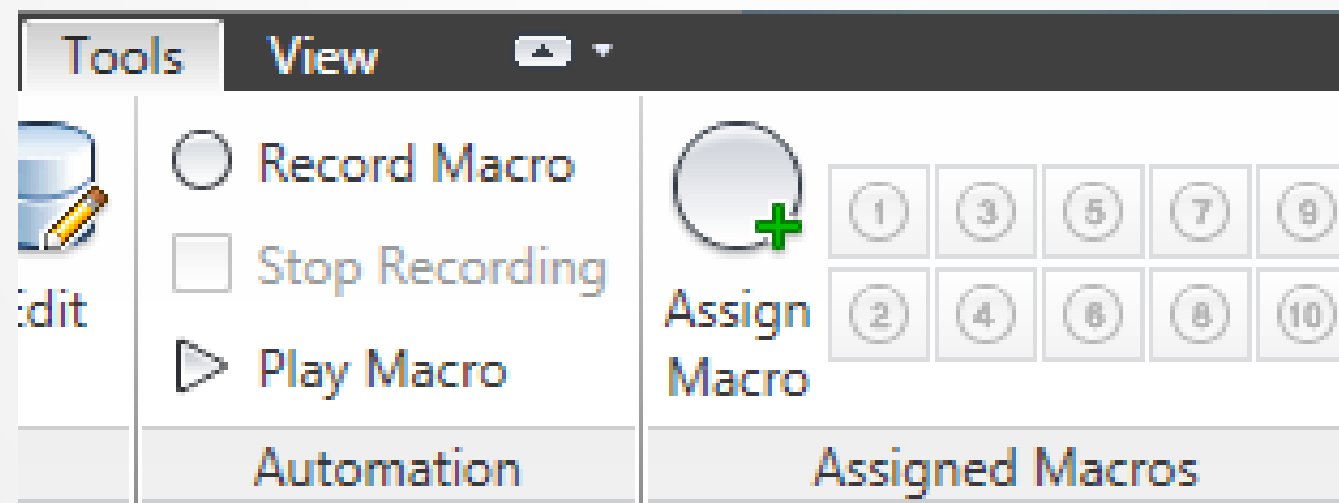 Tools View
Record Macro
Stop Recording
Play Macro
Automation
dit
Assign
Macro
1 3 5 7 9
2 4 6 8 10
Assigned Macros